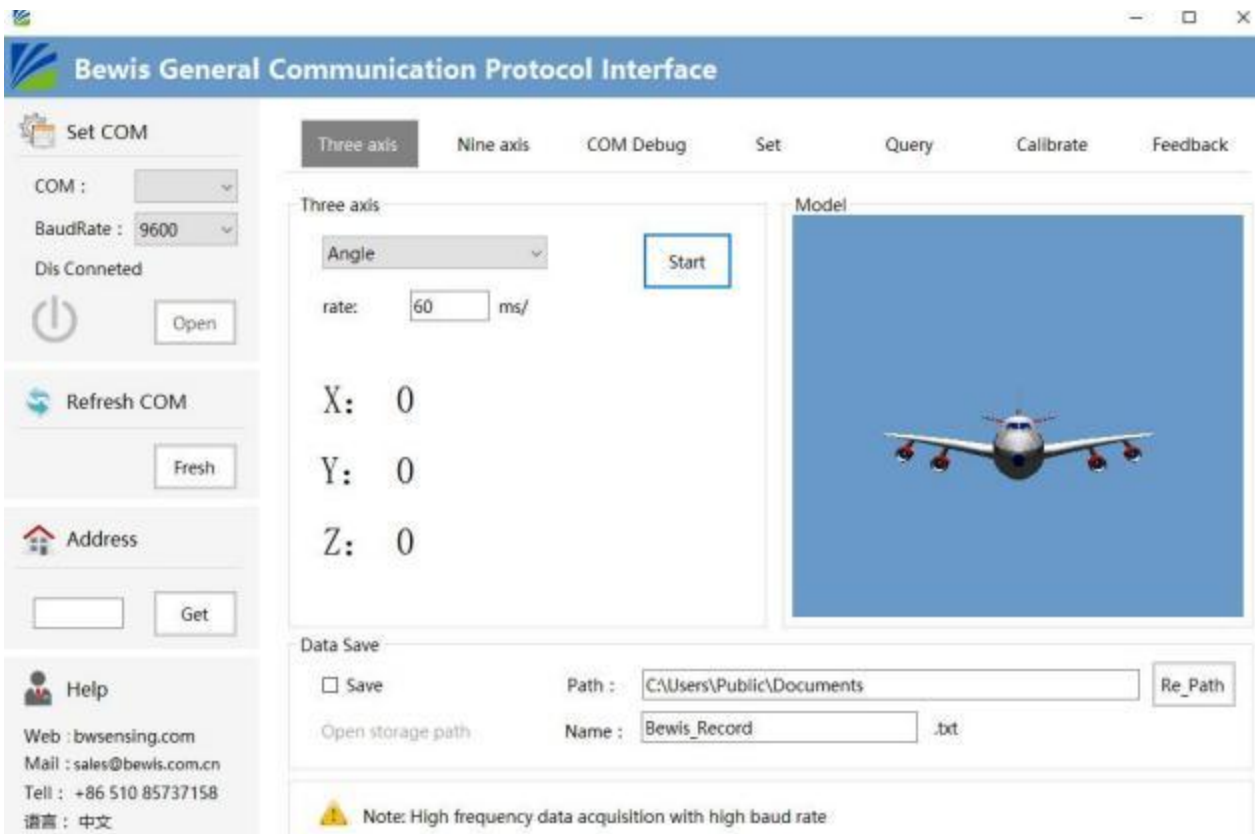 Bewis General Communication Protocol Interface
Set COM
COM :
BaudRate : 9600
Dis Conneted
Open
Refresh COM
Fresh
Address
Get
Help
Web : bwsensing.com
Mail : sales@bewis.com.cn
Tell : +86 510 85737158
语言 : 中文
Three axis Nine axis COM Debug Set Query Calibrate Feedback
Three axis
Angle
Start
rate: 60 ms/
X: 0
Y: 0
Z: 0
Model
Data Save
Save
Path : C:\Users\Public\Documents Re_Path
Open storage path
Name : Bewis_Record .txt
Note: High frequency data acquisition with high baud rate